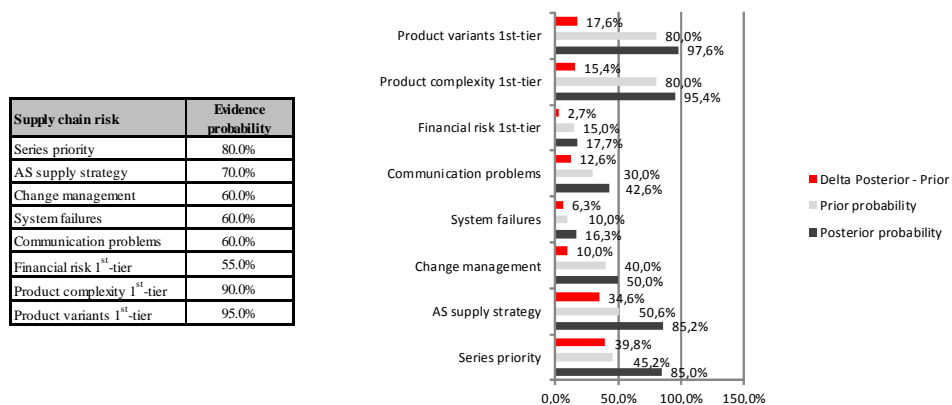 Supply chain risk Evidence probability
Series priority 80.0%
AS supply strategy 70.0%
Change management 60.0%
System failures 60.0%
Communication problems 60.0%
Financial risk 1st-tier 55.0%
Product complexity 1st-tier 90.0%
Product variants 1st-tier 95.0%
Product variants 1st-tier
17,6%
80,0%
97,6%
Product complexity 1st-tier
15,4%
80,0%
95,4%
Financial risk 1st-tier
2,7%
15,0%
17,7%
Communication problems
12,6%
30,0%
42,6%
System failures
6,3%
10,0%
16,3%
Change management
10,0%
40,0%
50,0%
AS supply strategy
34,6%
50,6%
85,2%
Series priority
39,8%
45,2%
85,0%
0,0% 50,0% 100,0% 150,0%
Delta Posterior - Prior
Prior probability
Posterior probability